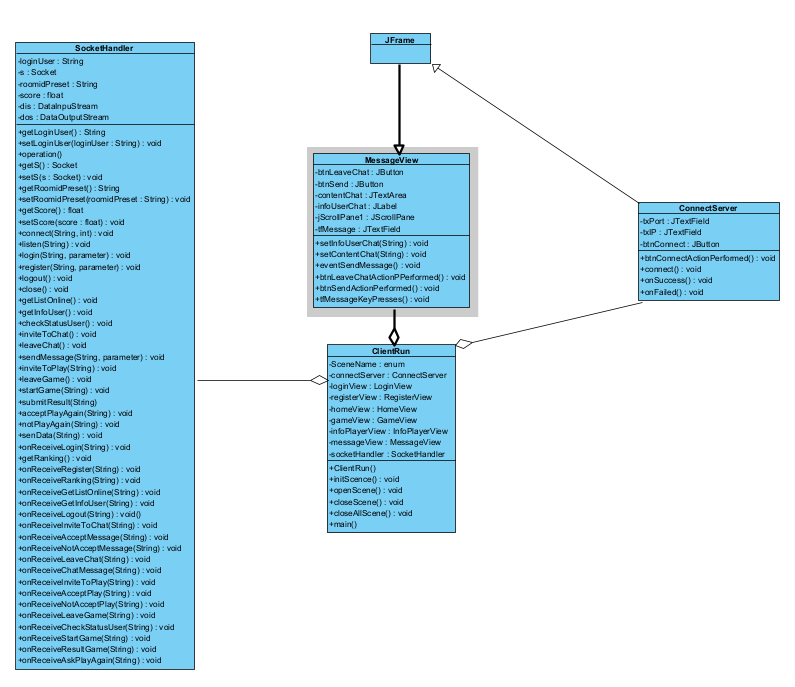 SocketHandler
-loginUser : String
-s : Socket
-roomidPreset : String
-score : float
-dis : DataInpuStream
-dos : DataOutputStream
+getLoginUser() : String
+setLoginUser(loginUser : String) : void
+operation()
+getS() : Socket
+setS(s : Socket) : void
+getRoomidPreset() : String
+setRoomidPreset(roomidPreset : String) : void
+getScore() : float
+setScore(score : float) : void
+connect(String, int) : void
+listen(String) : void
+login(String, parameter) : void
+register(String, parameter) : void
+logout() : void
+close() : void
+getListOnline() : void
+getInfoUser() : void
+checkStatusUser() : void
+inviteToChat() : void
+leaveChat() : void
+sendMessage(String, parameter) : void
+inviteToPlay() : void
+leaveGame() : void
+startGame(String) : void
+submitResult(String)
+acceptPlayAgain(String) : void
+notPlayAgain(String) : void
+senData(String) : void
+onReceiveLogin(String) : void
+getRanking() : void
+onReceiveRegister(String) : void
+onReceiveRanking(String) : void
+onReceiveGetListOnline(String) : void
+onReceiveGetInfoUser(String) : void
+onReceiveLogout(String) : void()
+onReceiveInviteToChat(String) : void
+onReceiveAcceptMessage(String) : void
+onReceiveNotAcceptMessage(String) : void
+onReceiveLeaveChat(String) : void
+onReceiveChatMessage(String) : void
+onReceiveInviteToPlay(String) : void
+onReceiveAcceptPlay(String) : void
+onReceiveNotAcceptPlay(String) : void
+onReceiveLeaveGame(String) : void
+onReceiveCheckStatusUser(String) : void
+onReceiveStartGame(String) : void
+onReceiveResultGame(String) : void
+onReceiveAskPlayAgain(String) : void
JFrame
MessageView
-btnLeaveChat : JButton
-btnSend : JButton
-contentChat : JTextArea
-infoUserChat : JLabel
-jScrollPane1 : JScrollPane
-tfMessage : JTextField
+setInfoUserChat(String) : void
+setContentChat(String) : void
+eventSendMessage() : void
+btnLeaveChatActionPPerformed() : void
+btnSendActionPerformed() : void
+tfMessageKeyPresses() : void
ClientRun
-SceneName : enum
-connectServer : ConnectServer
-loginView : LoginView
-registerView : RegisterView
-homeView : HomeView
-gameView : GameView
-infoPlayerView : InfoPlayerView
-messageView : MessageView
-socketHandler : SocketHandler
+ClientRun()
+initScence() : void
+openScene() : void
+closeScene() : void
+closeAllScene() : void
+main()
ConnectServer
-txPort : JTextField
-txIP : JTextField
-btnConnect : JButton
+btnConnectActionPerformed() : void
+connect() : void
+onSuccess() : void
+onFailed() : void